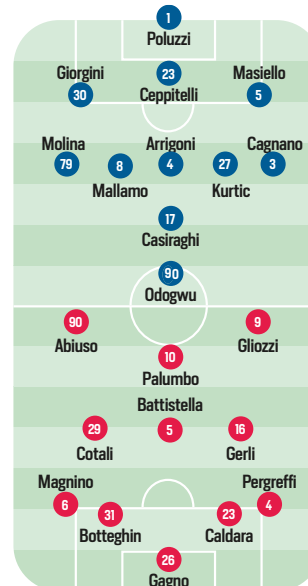 1
Poluzzi
Giorgini 23 Masiello
30 Ceppitelli 5
Molina Arrigoni Cagnano
79 8 4 27 3
Mallamo Kurtic
17
Casiraghi
90
Odogwu
90 9
Abiuso Gliozzi
10
Palumbo
Battistella
29 5 16
Cotali Gerli
Magnino Pergreffi
6 31 23 4
Botteghin Caldara
26
Gagno